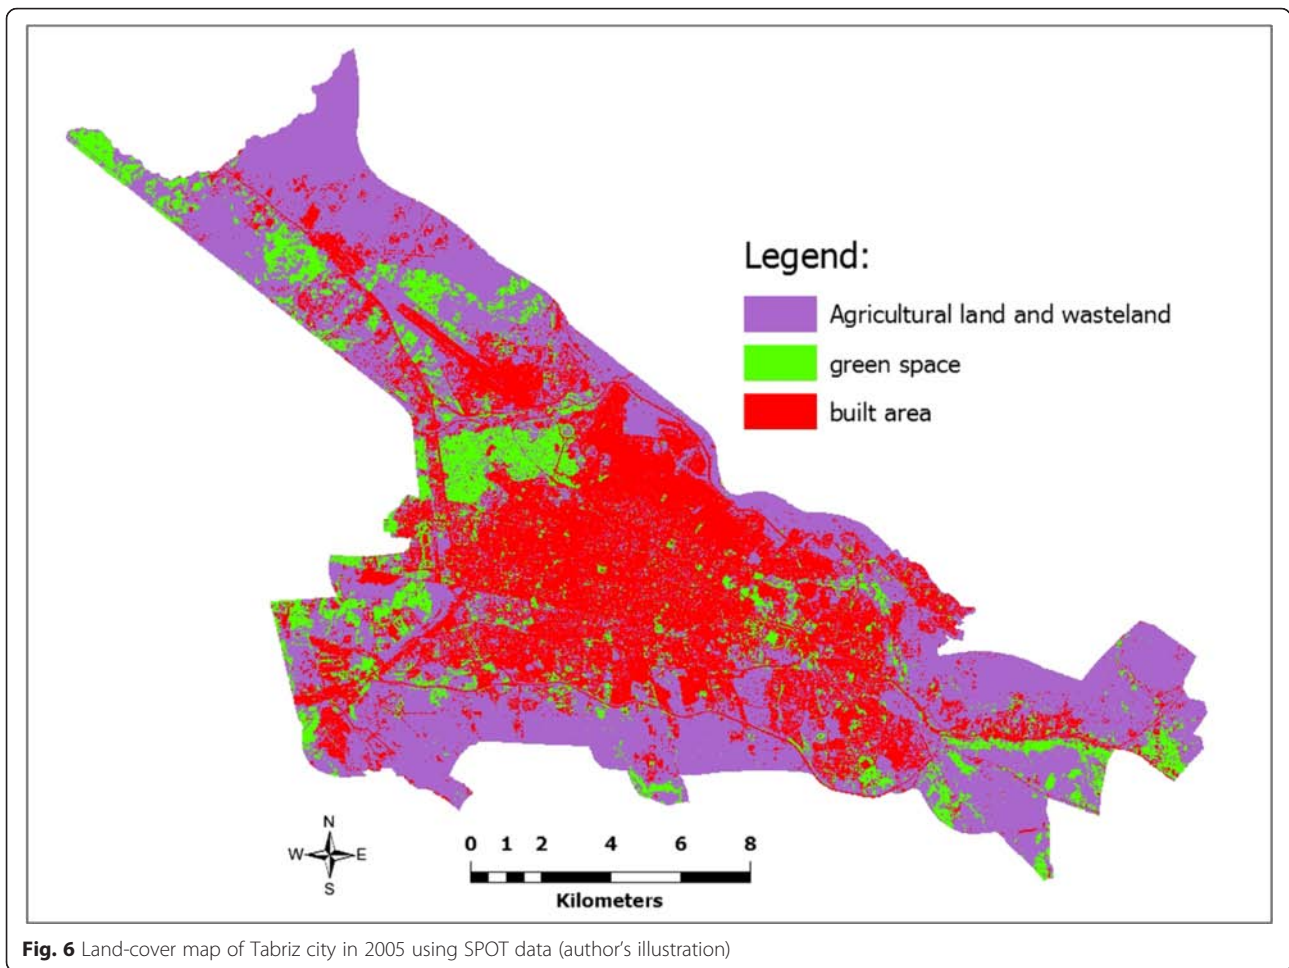 Legend:
Agricultural land and wasteland
green space
built area
N
W E
S
0 1 2 4 6 8
Kilometers
Fig. 6 Land-cover map of Tabriz city in 2005 using SPOT data (author's illustration)